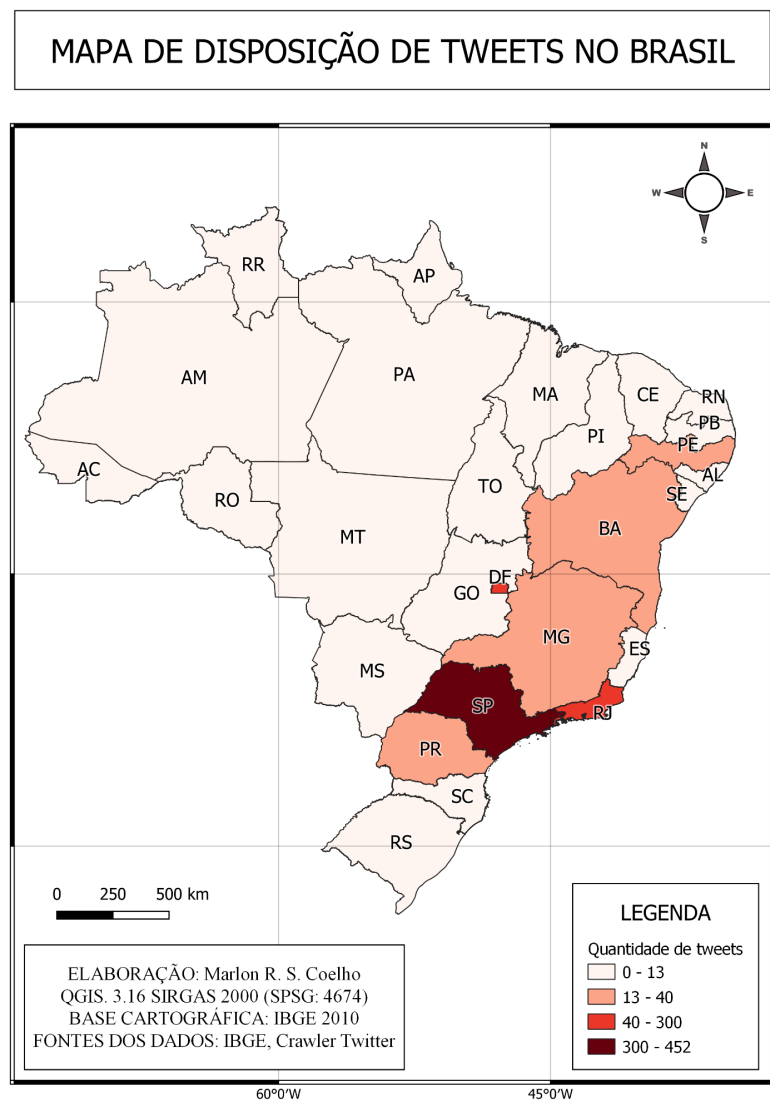 MAPA DE DISPOSIÇÃO DE TWEETS NO BRASIL
N
W
E
S
RR
AP
AM
PA
MA
CE
RN
PB
PI
PE
AC
AL
TO
SE
RO
BA
MT
DF
GO
MG
ES
MS
SP
RJ
PR
SC
RS
0 250 500 km
LEGENDA
Quantidade de tweets
0 - 13
13 - 40
40 - 300
300 - 452
ELABORAÇÃO: Marlon R. S. Coelho
QGIS. 3.16 SIRGAS 2000 (SPSG: 4674)
BASE CARTOGRÁFICA: IBGE 2010
FONTES DOS DADOS: IBGE, Crawler Twitter
60°0'W
45°0'W